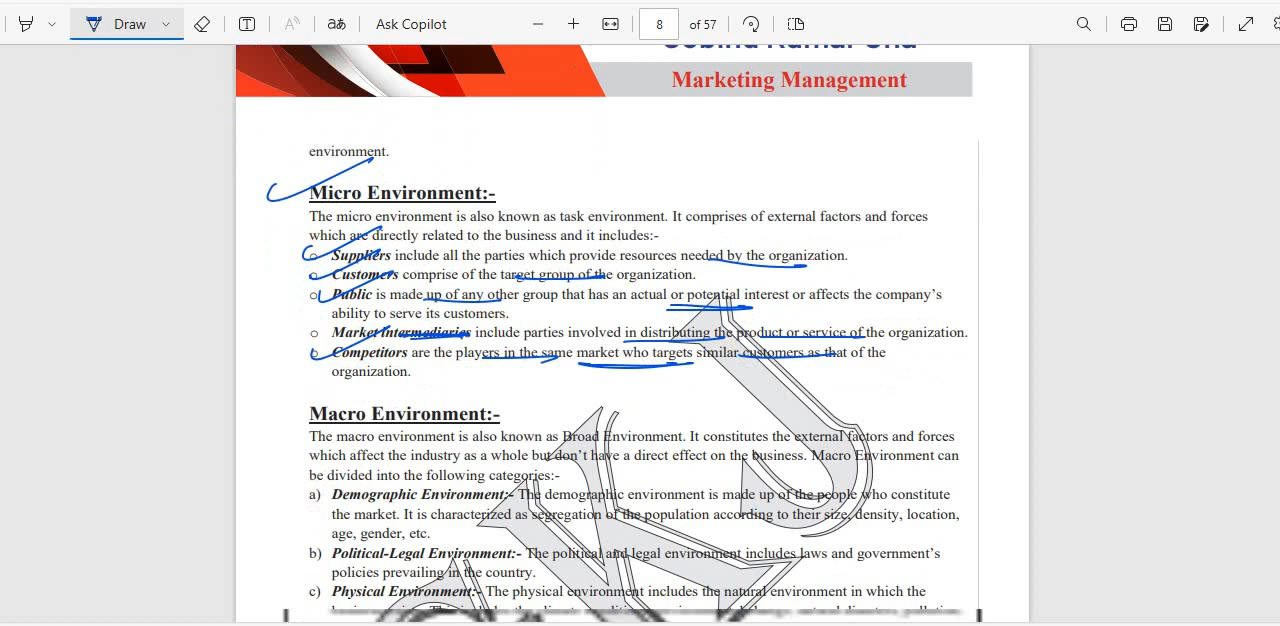 Draw
A
aあ
Ask Copilot
8
of 57
Marketing Management
environment.
Micro Environment:-
The micro environment is also known as task environment. It comprises of external factors and forces
which are directly related to the business and it includes:-
o Suppliers include all the parties which provide resources needed by the organization.
o Customers comprise of the target group of the organization.
o Public is made up of any other group that has an actual or potential interest or affects the company's
ability to serve its customers.
o Market intermediaries include parties involved in distributing the product or service of the organization.
o Competitors are the players in the same market who targets similar customers as that of the
organization.
Macro Environment:-
The macro environment is also known as Broad Environment. It constitutes the external factors and forces
which affect the industry as a whole but don't have a direct effect on the business. Macro Environment can
be divided into the following categories:-
a) Demographic Environment:- The demographic environment is made up of the people who constitute
the market. It is characterized as segregation of the population according to their size, density, location,
age, gender, etc.
b) Political-Legal Environment:- The political and legal environment includes laws and government's
policies prevailing in the country.
c) Physical Environment:- The physical environment includes the natural environment in which the